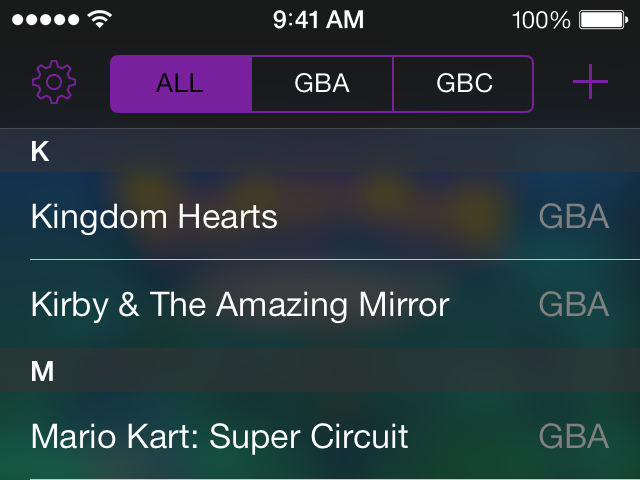 9:41 AM 100%
ALL GBA GBC
K
Kingdom Hearts GBA
Kirby & The Amazing Mirror GBA
M
Mario Kart: Super Circuit GBA